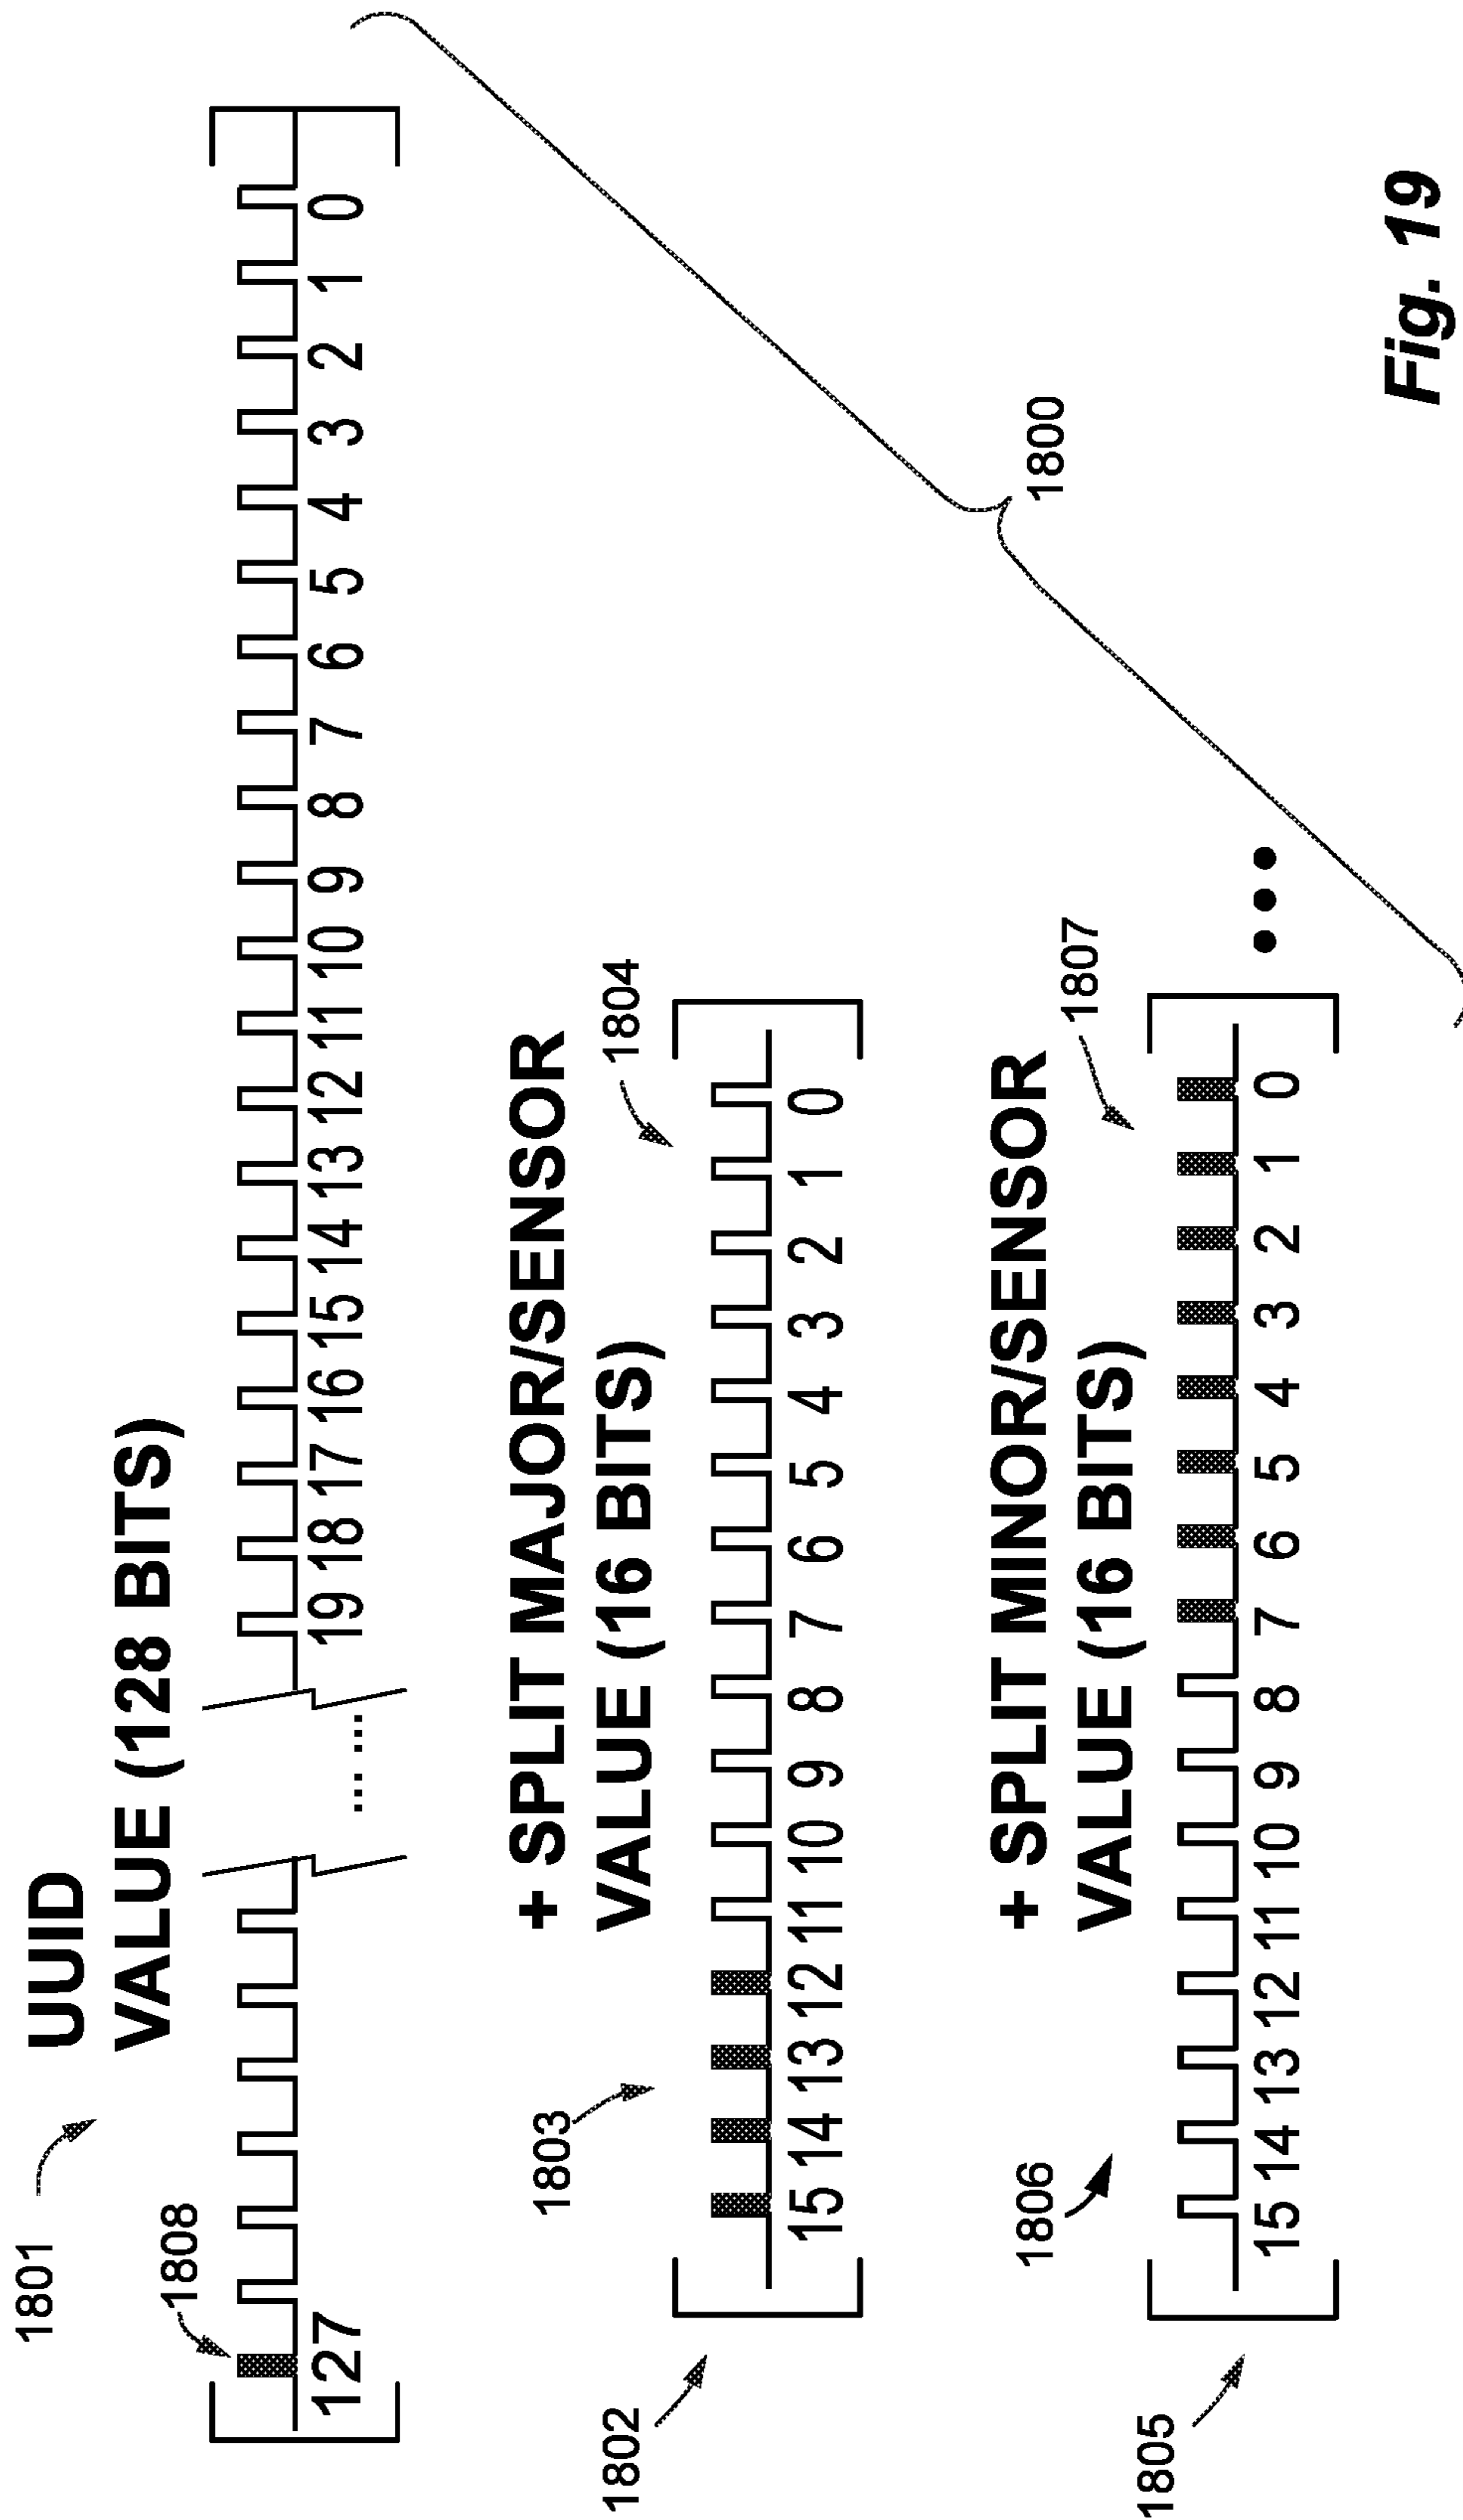 1801
UUID
VALUE (128 BITS)
1808
127 ... ... 19 18 17 16 15 14 13 12 11 10 9 8 7 6 5 4 3 2 1 0
1802
+ SPLIT MAJOR/SENSOR
VALUE (16 BITS)
1803
1804
15 14 13 12 11 10 9 8 7 6 5 4 3 2 1 0
1805
+ SPLIT MINOR/SENSOR
VALUE (16 BITS)
1806
1807
15 14 13 12 11 10 9 8 7 6 5 4 3 2 1 0 •••
1800
Fig. 19